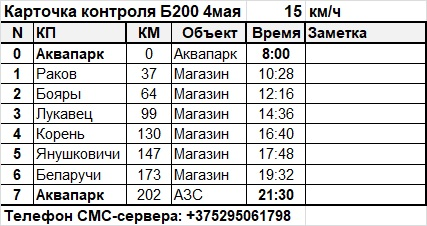 Карточка контроля Б200 4мая 15 км/ч
N КП КМ Объект Время Заметка
0 Аквапарк 0 Аквапарк 8:00
1 Раков 37 Магазин 10:28
2 Бояры 64 Магазин 12:16
3 Лукавец 99 Магазин 14:36
4 Корень 130 Магазин 16:40
5 Янушковичи 147 Магазин 17:48
6 Беларучи 173 Магазин 19:32
7 Аквапарк 202 АЗС 21:30
Телефон СМС-сервера: +375295061798